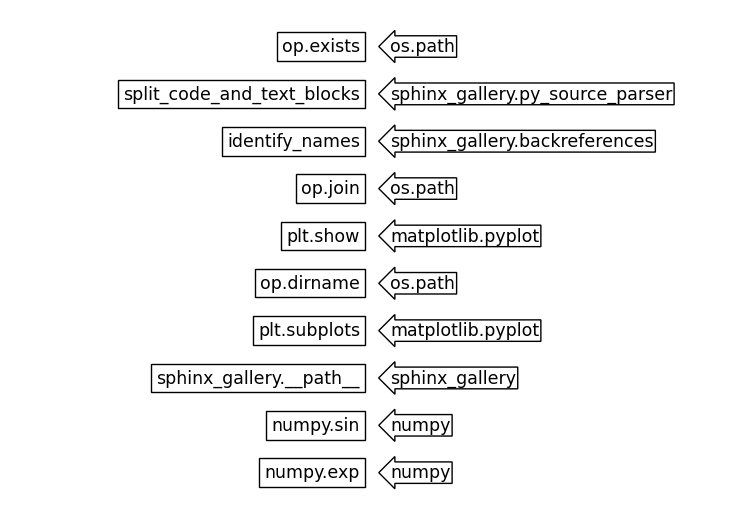 op.exists os.path
split_code_and_text_blocks sphinx_gallery.py_source_parser
identify_names sphinx_gallery.backreferences
op.join os.path
plt.show matplotlib.pyplot
op.dirname os.path
plt.subplots matplotlib.pyplot
sphinx_gallery.__path__ sphinx_gallery
numpy.sin numpy
numpy.exp numpy